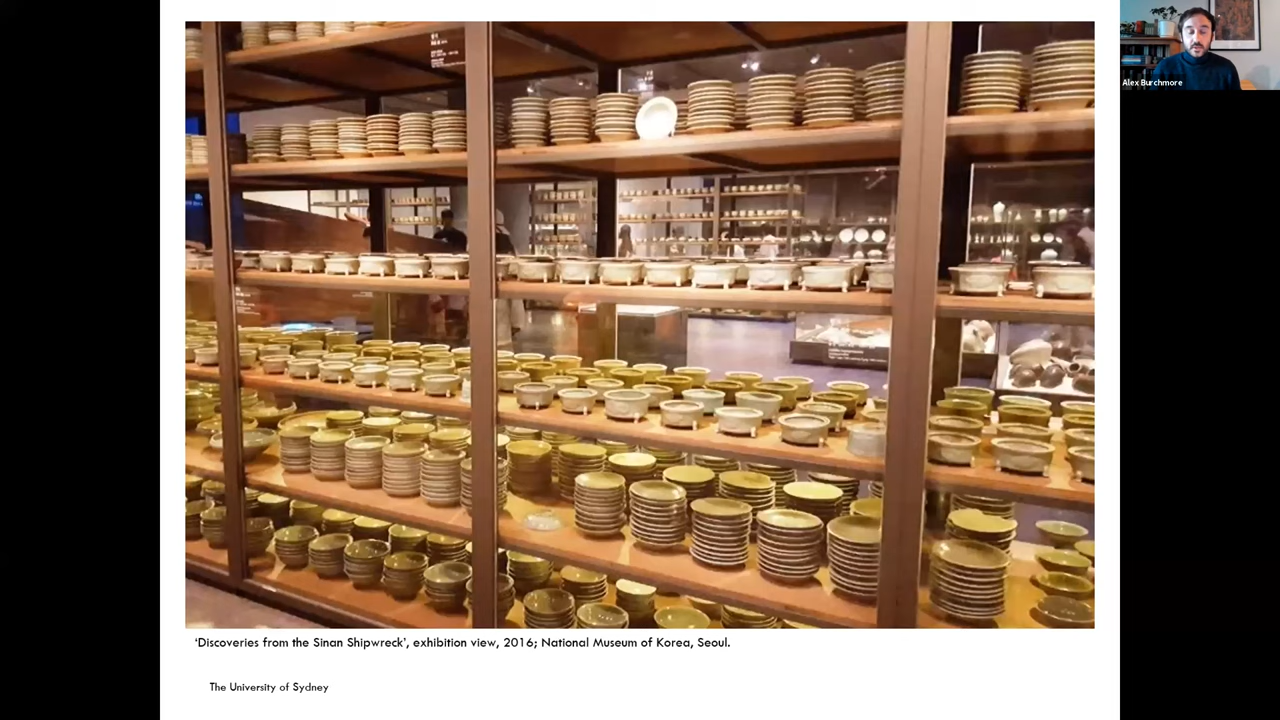 Alex Burchmore
‘Discoveries from the Sinan Shipwreck’, exhibition view, 2016; National Museum of Korea, Seoul.
The University of Sydney